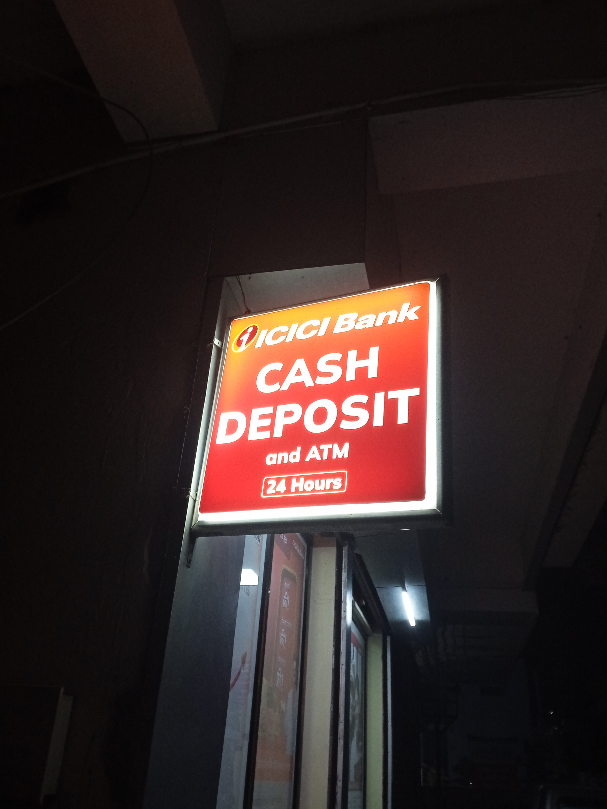 ICICI Bank
CASH
DEPOSIT
and ATM
24 Hours